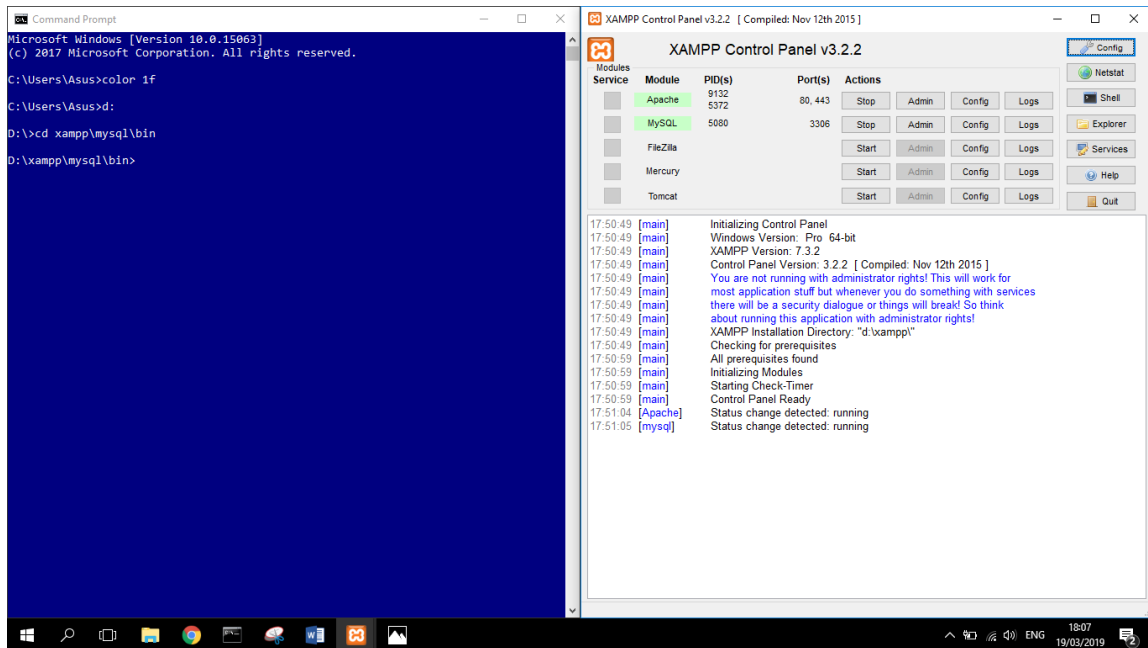 Command Prompt
Microsoft Windows [Version 10.0.15063]
(c) 2017 Microsoft Corporation. All rights reserved.
C:\Users\Asus>color 1f
C:\Users\Asus>d:
D:\>cd xampp\mysql\bin
D:\xampp\mysql\bin>
XAMPP Control Panel v3.2.2 [ Compiled: Nov 12th 2015 ]
XAMPP Control Panel v3.2.2
Config
Netstat
Shell
Explorer
Services
Help
Quit
Modules
Service Module PID(s) Port(s) Actions
Apache 9132 5372 80, 443 Stop Admin Config Logs
MySQL 5080 3306 Stop Admin Config Logs
FileZilla Start Admin Config Logs
Mercury Start Admin Config Logs
Tomcat Start Admin Config Logs
17:50:49 [main] Initializing Control Panel
17:50:49 [main] Windows Version: Pro 64-bit
17:50:49 [main] XAMPP Version: 7.3.2
17:50:49 [main] Control Panel Version: 3.2.2 [ Compiled: Nov 12th 2015 ]
17:50:49 [main] You are not running with administrator rights! This will work for
17:50:49 [main] most application stuff but whenever you do something with services
17:50:49 [main] there will be a security dialogue or things will break! So think
17:50:49 [main] about running this application with administrator rights!
17:50:49 [main] XAMPP Installation Directory: "d:\xampp\"
17:50:49 [main] Checking for prerequisites
17:50:59 [main] All prerequisites found
17:50:59 [main] Initializing Modules
17:50:59 [main] Starting Check-Timer
17:50:59 [main] Control Panel Ready
17:51:04 [Apache] Status change detected: running
17:51:05 [mysql] Status change detected: running
ENG
18:07
19/03/2019
2